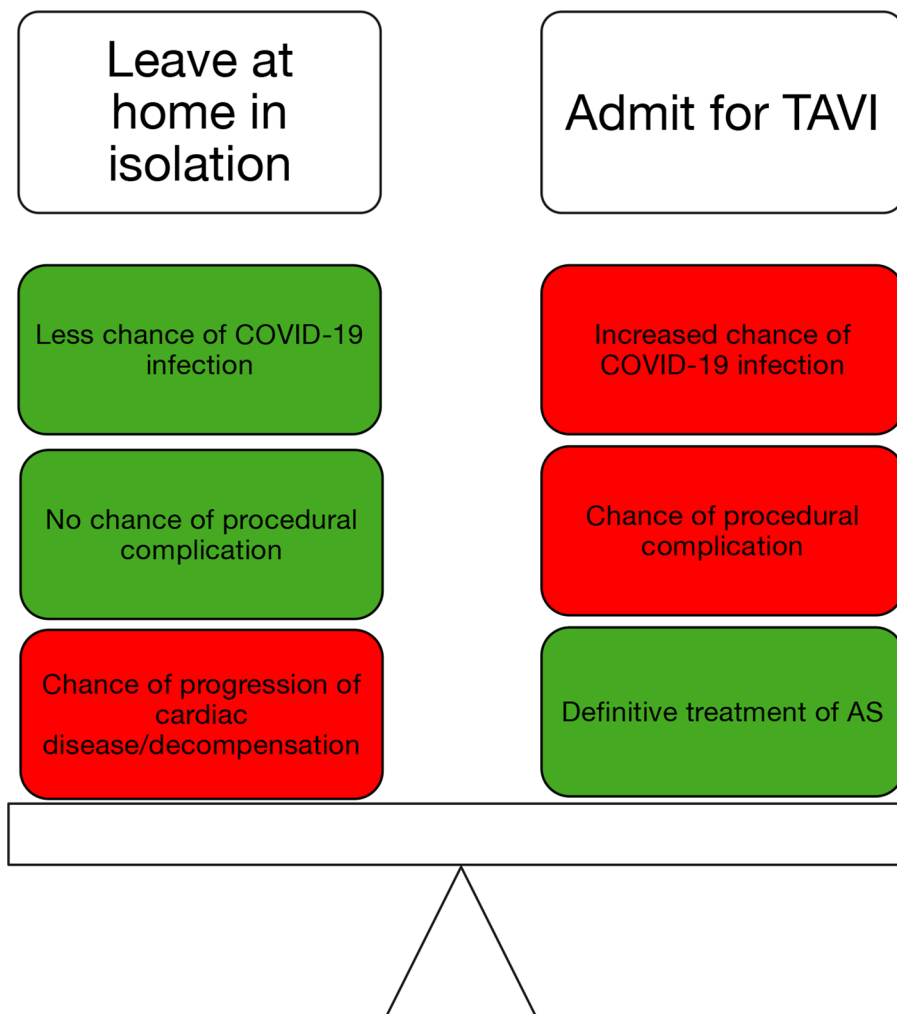 Leave at
home in
isolation
Admit for TAVI
Less chance of COVID-19
infection
Increased chance of
COVID-19 infection
No chance of procedural
complication
Chance of procedural
complication
Chance of progression of
cardiac
disease/decompensation
Definitive treatment of AS